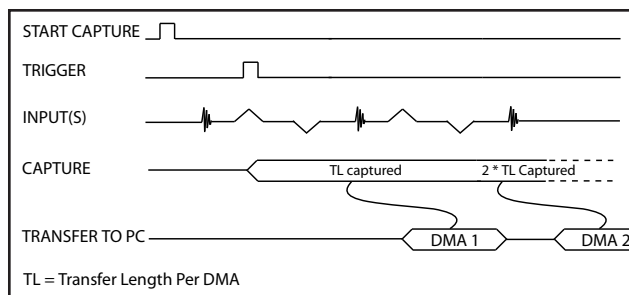 START CAPTURE
TRIGGER
INPUT(S)
CAPTURE
TL captured
2 * TL Captured
TRANSFER TO PC
DMA 1
DMA 2
TL = Transfer Length Per DMA